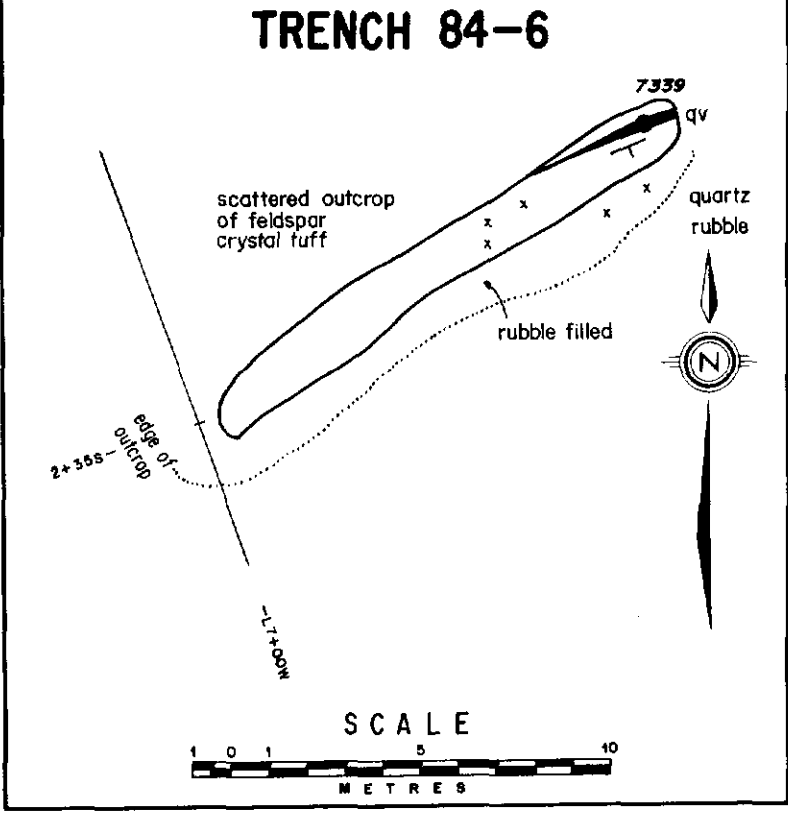 TRENCH 84-6
7339
qv
scattered outcrop
of feldspar
crystal tuff
quartz
rubble
rubble filled
N
edge of
outcrop
2+35S
L7+00W
SCALE
1 0 1 5 10
METRES
x
x
x
x
x